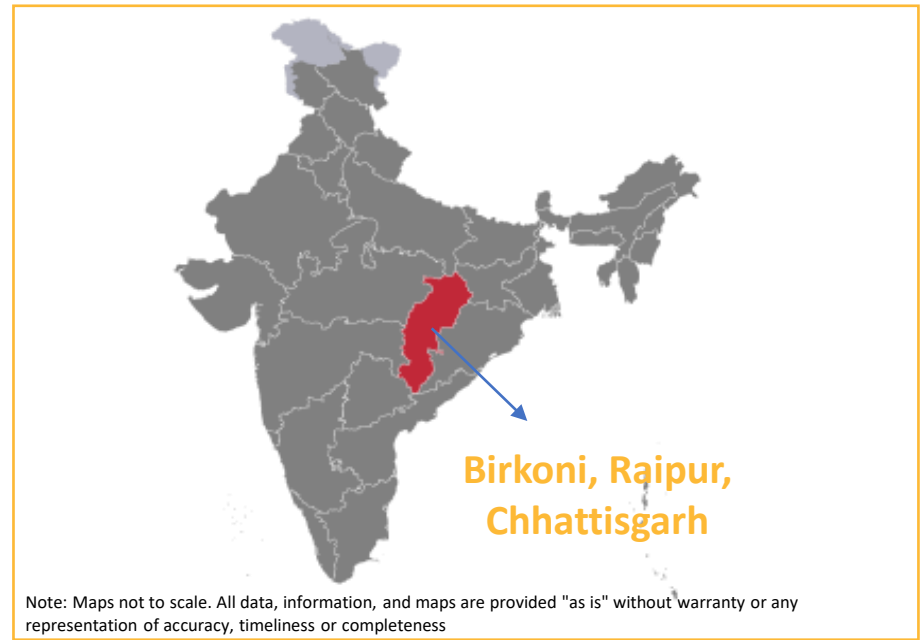 Birkoni, Raipur,
Chhattisgarh
Note: Maps not to scale. All data, information, and maps are provided "as is" without warranty or any
representation of accuracy, timeliness or completeness